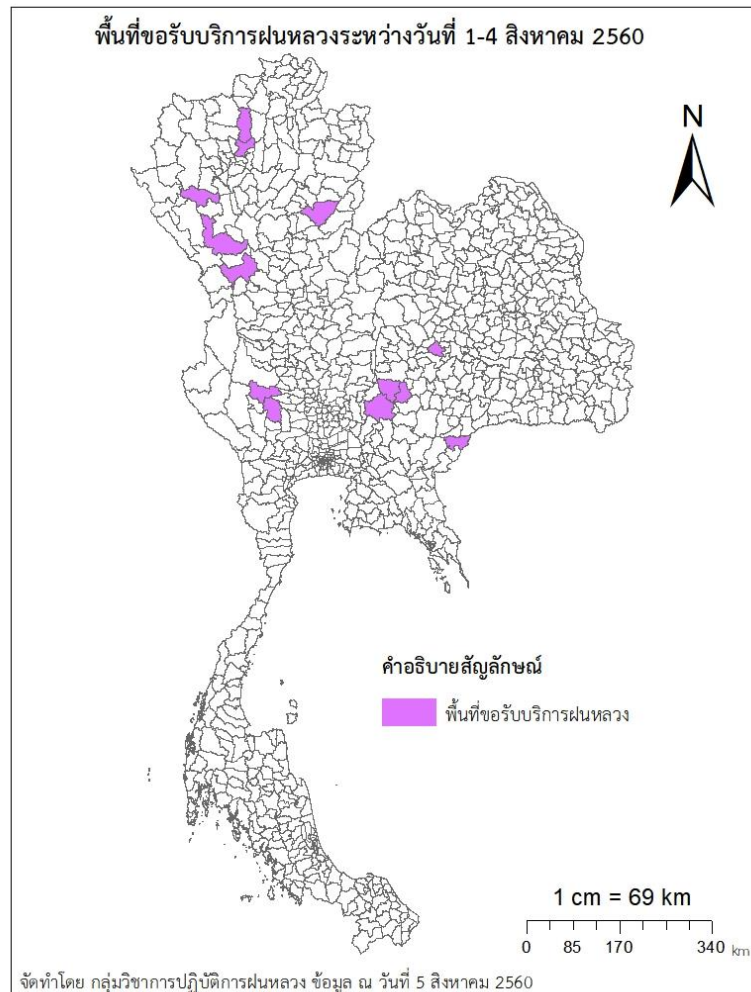 พื้นที่ขอรับบริการฝนหลวงระหว่างวันที่ 1-4 สิงหาคม 2560
N
คำอธิบายสัญลักษณ์
พื้นที่ขอรับบริการฝนหลวง
1 cm = 69 km
0 85 170 340 km
จัดทำโดย กลุ่มวิชาการปฏิบัติการฝนหลวง ข้อมูล ณ วันที่ 5 สิงหาคม 2560